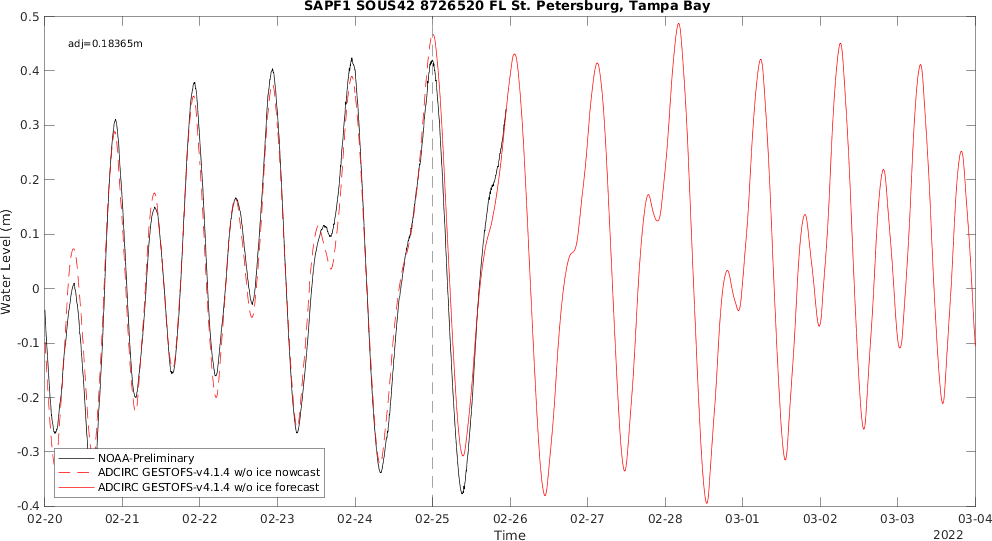 SAPF1 SOUS42 8726520 FL St. Petersburg, Tampa Bay
adj=0.18365m
0.5
0.4
0.3
0.2
0.1
0
-0.1
-0.2
-0.3
-0.4
Water Level (m)
NOAA-Preliminary
ADCIRC GESTOFS-v4.1.4 w/o ice nowcast
ADCIRC GESTOFS-v4.1.4 w/o ice forecast
02-20 02-21 02-22 02-23 02-24 02-25 02-26 02-27 02-28 03-01 03-02 03-03 03-04
Time
2022